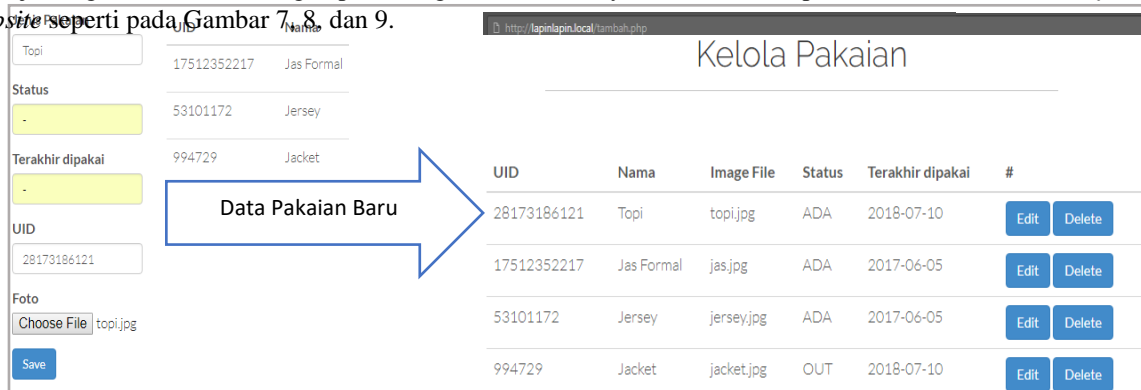 site seperti pada Gambar 7, 8, dan 9.
Jenis Pakaian
Topi
Status
-
Terakhir dipakai
-
UID
28173186121
Foto
Choose File topi.jpg
Save
UID Nama
17512352217 Jas Formal
53101172 Jersey
994729 Jacket
Data Pakaian Baru
http://lapinlapin.local/tambah.php
Kelola Pakaian
UID Nama Image File Status Terakhir dipakai #
28173186121 Topi topi.jpg ADA 2018-07-10 Edit Delete
17512352217 Jas Formal jas.jpg ADA 2017-06-05 Edit Delete
53101172 Jersey jersey.jpg ADA 2017-06-05 Edit Delete
994729 Jacket jacket.jpg OUT 2018-07-10 Edit Delete